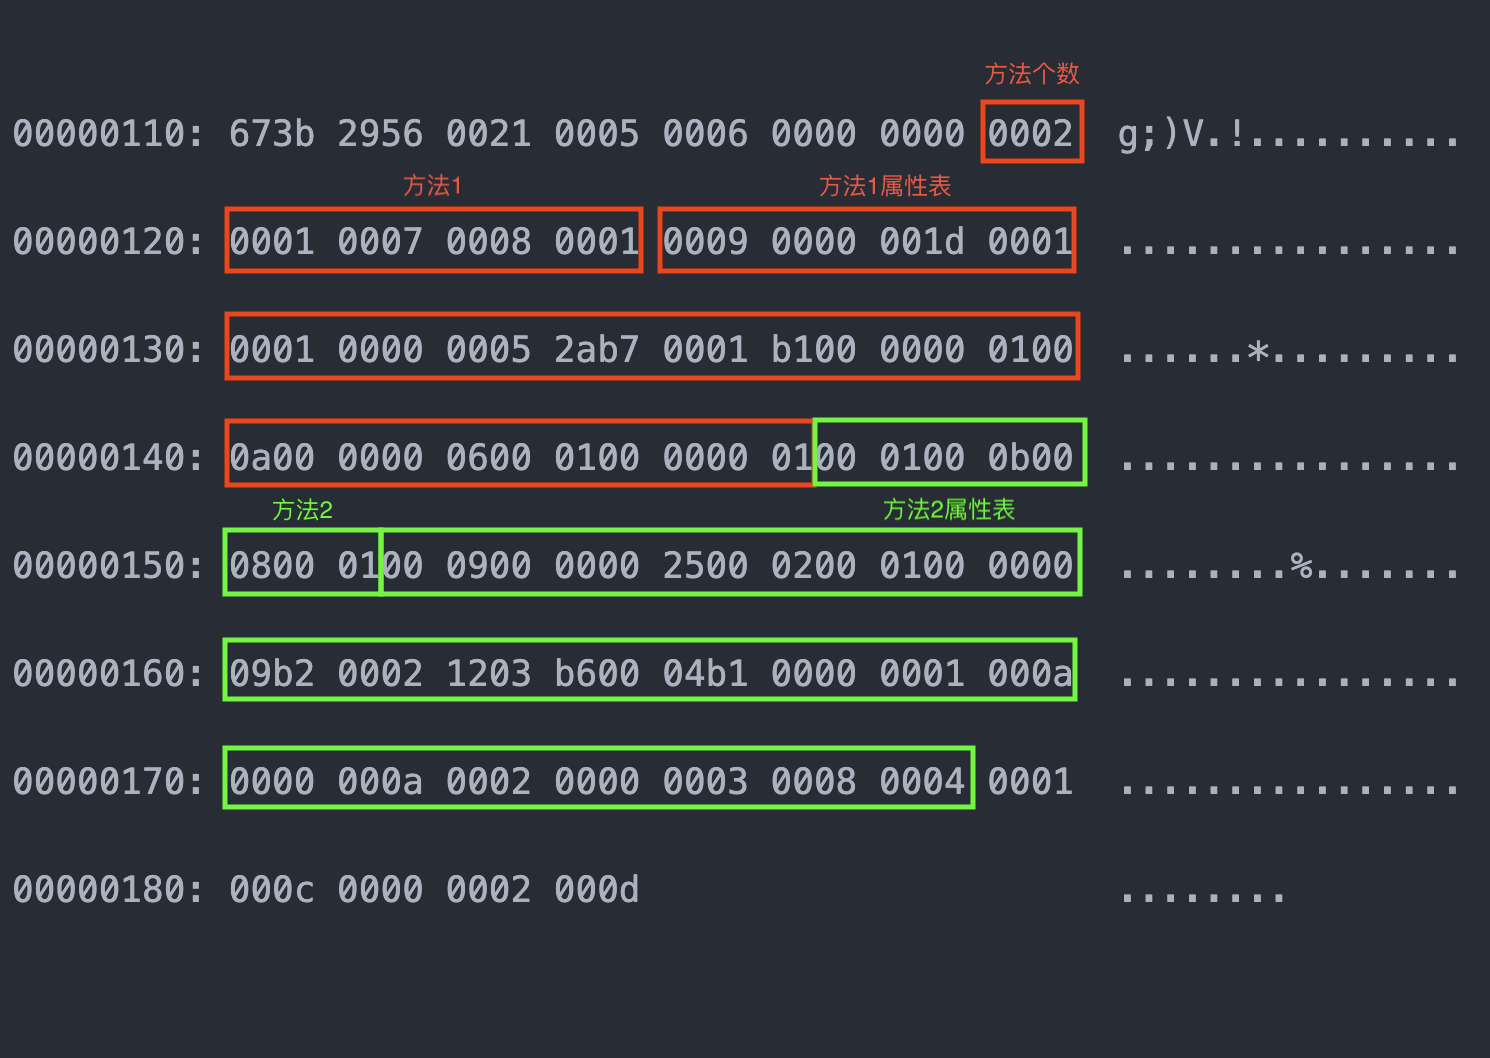 方法个数
00000110: 673b 2956 0021 0005 0006 0000 0000 0002 g;)V.!..........
方法1 方法1属性表
00000120: 0001 0007 0008 0001 0009 0000 001d 0001 ................
00000130: 0001 0000 0005 2ab7 0001 b100 0000 0100 ......*.........
00000140: 0a00 0000 0600 0100 0000 0100 0100 0b00 ................
方法2 方法2属性表
00000150: 0800 0100 0900 0000 2500 0200 0100 0000 ........%.......
00000160: 09b2 0002 1203 b600 04b1 0000 0001 000a ................
00000170: 0000 000a 0002 0000 0003 0008 0004 0001 ................
00000180: 000c 0000 0002 000d ........